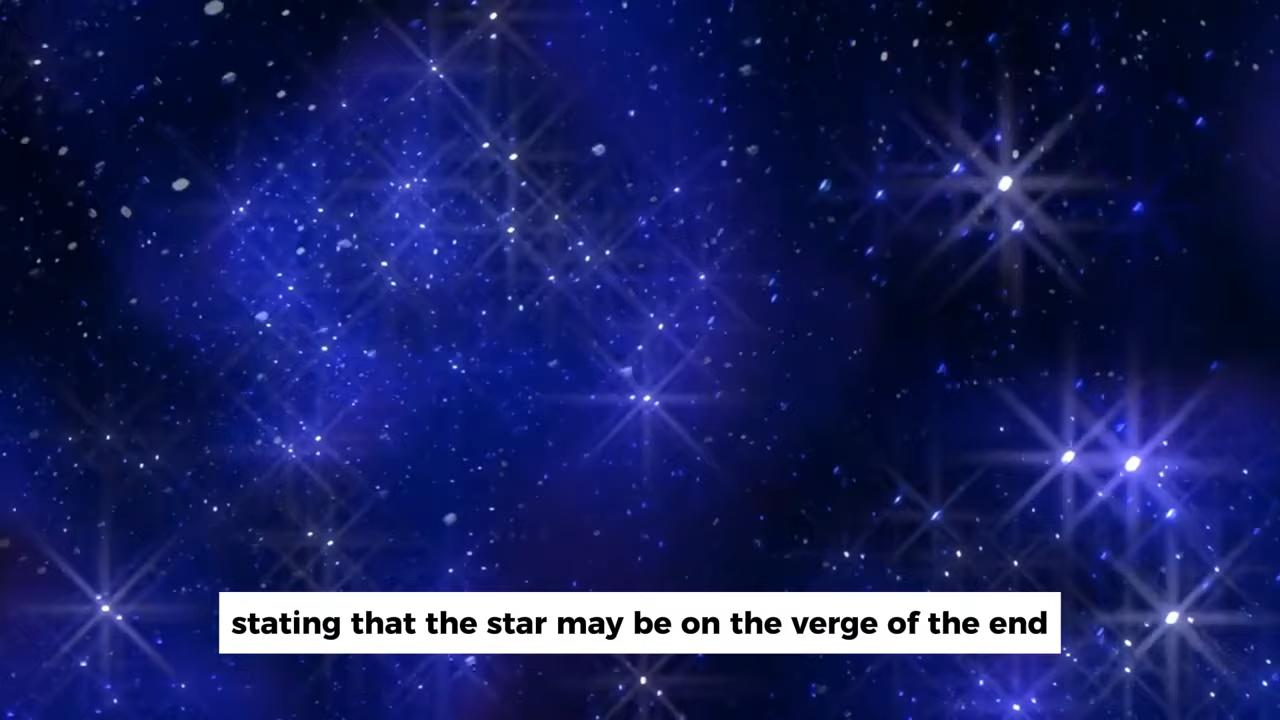 stating that the star may be on the verge of the end